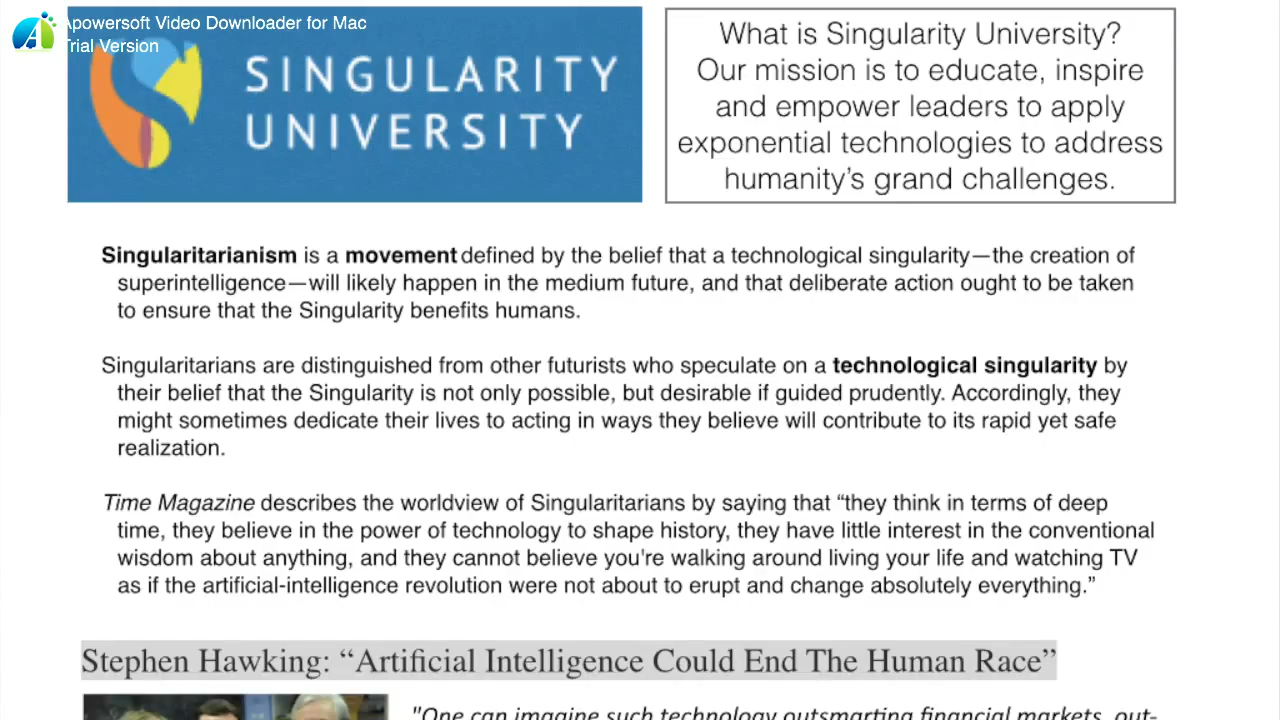 Apowersoft Video Downloader for Mac
Trial Version
SINGULARITY
UNIVERSITY
What is Singularity University?
Our mission is to educate, inspire
and empower leaders to apply
exponential technologies to address
humanity’s grand challenges.
Singularitarianism is a movement defined by the belief that a technological singularity—the creation of
superintelligence—will likely happen in the medium future, and that deliberate action ought to be taken
to ensure that the Singularity benefits humans.
Singularitarians are distinguished from other futurists who speculate on a technological singularity by
their belief that the Singularity is not only possible, but desirable if guided prudently. Accordingly, they
might sometimes dedicate their lives to acting in ways they believe will contribute to its rapid yet safe
realization.
Time Magazine describes the worldview of Singularitarians by saying that “they think in terms of deep
time, they believe in the power of technology to shape history, they have little interest in the conventional
wisdom about anything, and they cannot believe you're walking around living your life and watching TV
as if the artificial-intelligence revolution were not about to erupt and change absolutely everything.”
Stephen Hawking: “Artificial Intelligence Could End The Human Race”
"One can imagine such technology outsmarting financial markets, out-